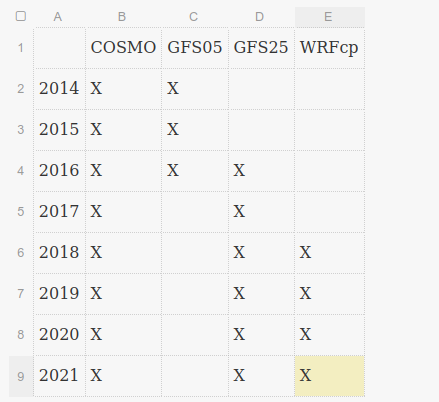 A B C D E
1 COSMO GFS05 GFS25 WRFcp
2 2014 X X
3 2015 X X
4 2016 X X X
5 2017 X X
6 2018 X X X
7 2019 X X X
8 2020 X X X
9 2021 X X X